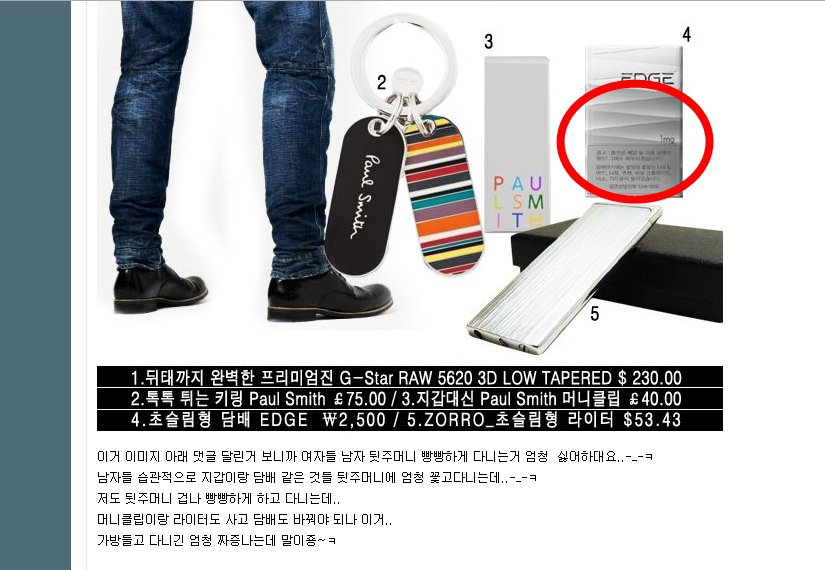 2
3
4
EDGE
1mg
Paul Smith
PAU
LSM
ITH
5
1.뒤태까지 완벽한 프리미엄진 G-Star RAW 5620 3D LOW TAPERED $ 230.00
2.톡톡 튀는 키링 Paul Smith £75.00 / 3.지갑대신 Paul Smith 머니클립 £40.00
4.초슬림형 담배 EDGE ₩2,500 / 5.ZORRO_초슬림형 라이터 $53.43
이거 이미지 아래 댓글 달린거 보니까 여자들 남자 뒷주머니 빵빵하게 다니는거 엄청 싫어하대요..-_-ㅋ
남자들 습관적으로 지갑이랑 담배 같은 것들 뒷주머니에 엄청 꽂고다니는데..-_-ㅋ
저도 뒷주머니 겁나 빵빵하게 하고 다니는데..
머니클립이랑 라이터도 사고 담배도 바꿔야 되나 이거..
가방들고 다니긴 엄청 짜증나는데 말이죵~ㅋ